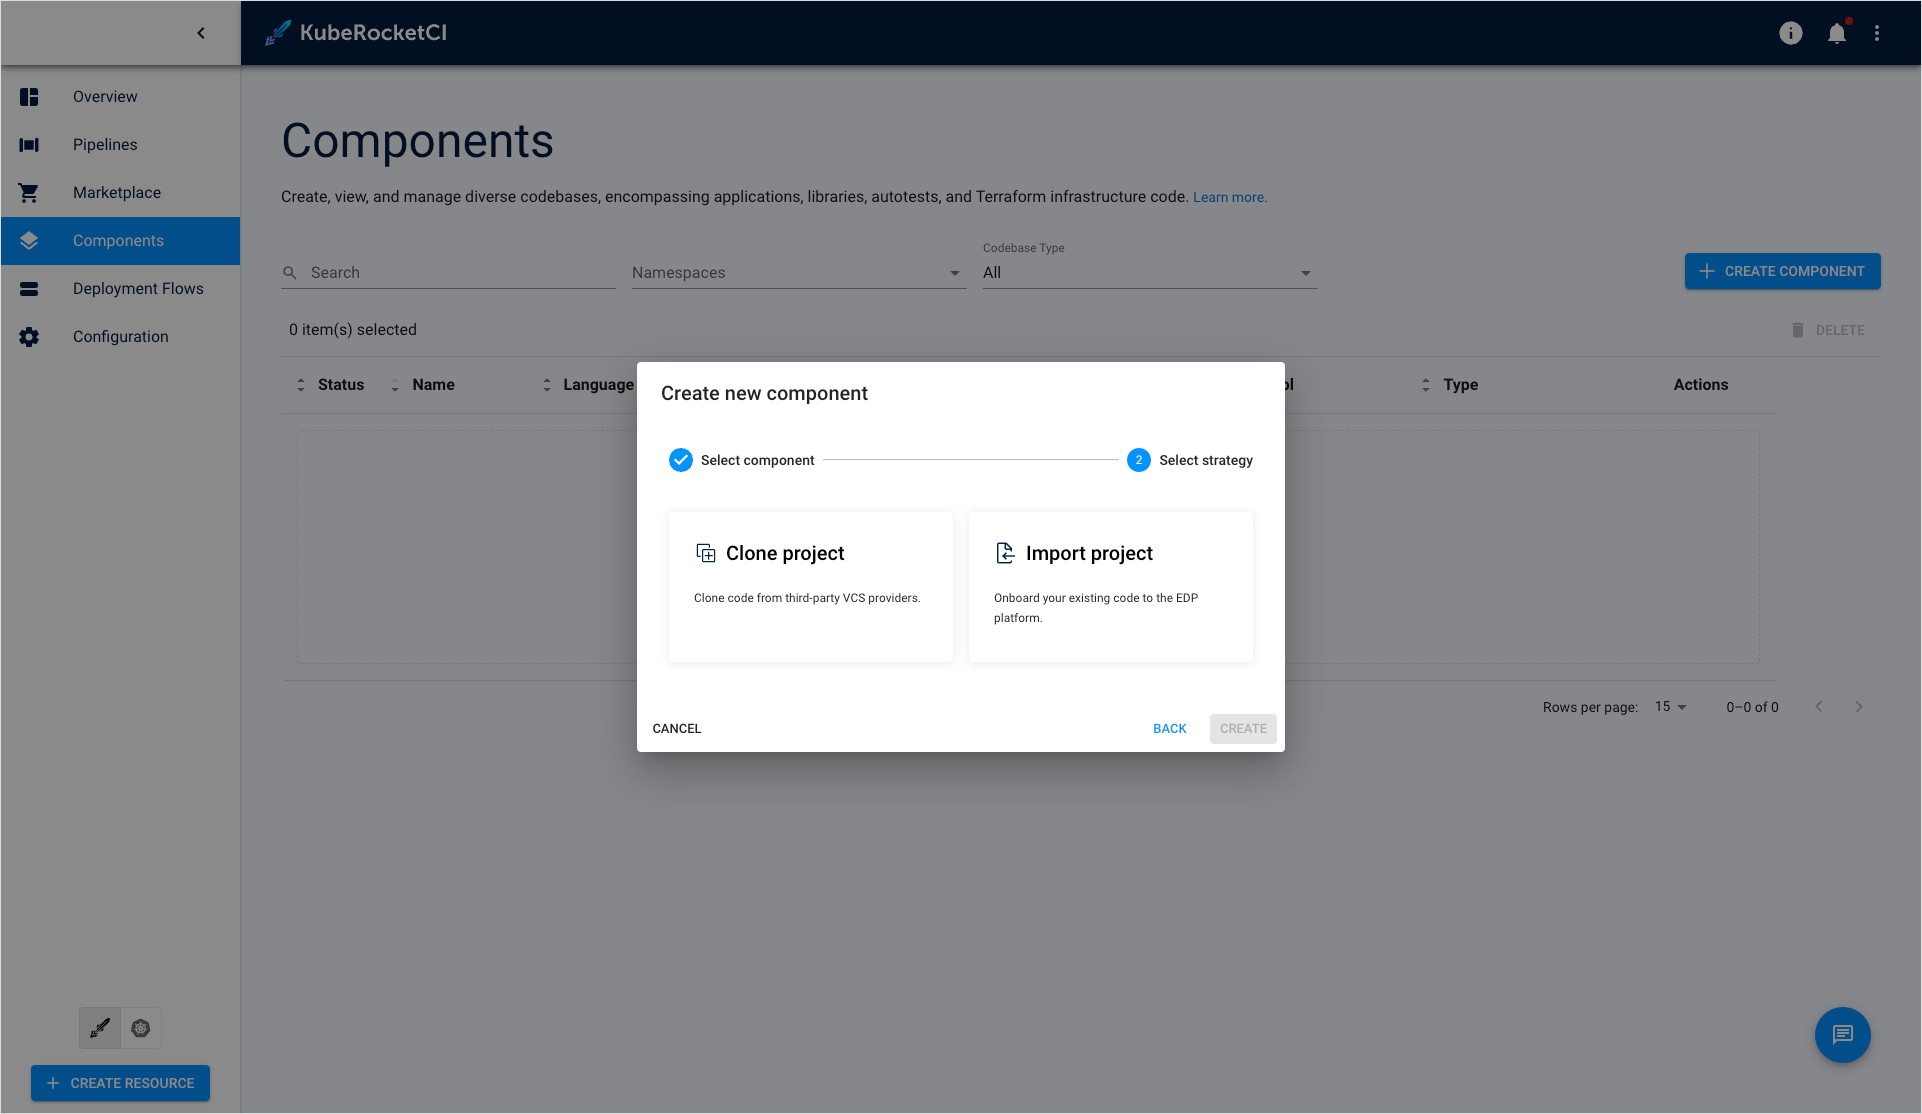 KubeRocketCI
Overview
Pipelines
Marketplace
Components
Deployment Flows
Configuration
CREATE RESOURCE
Components
Create, view, and manage diverse codebases, encompassing applications, libraries, autotests, and Terraform infrastructure code. Learn more.
Search
Namespaces
Codebase Type
All
CREATE COMPONENT
0 item(s) selected
DELETE
Status
Name
Language
Type
Actions
Create new component
Select component
2 Select strategy
Clone project
Clone code from third-party VCS providers.
Import project
Onboard your existing code to the EDP
platform.
CANCEL
BACK
CREATE
Rows per page: 15 0–0 of 0